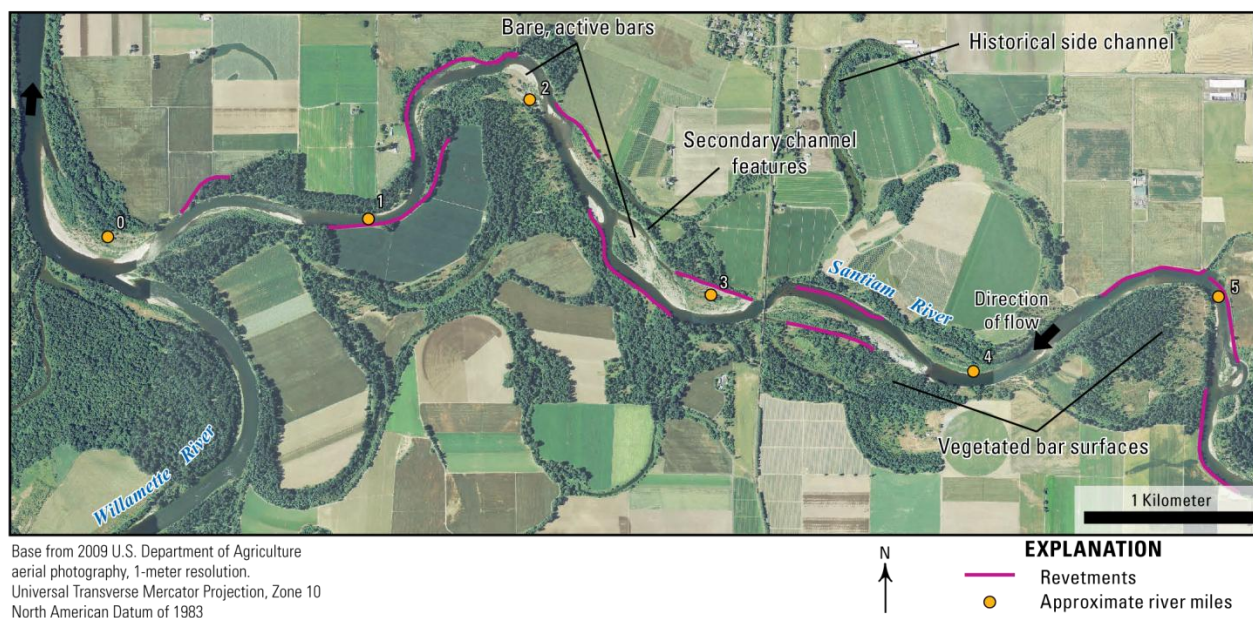 Bare, active bars
Historical side channel
2
Secondary channel
features
1
0
Santiam River
5
3
Direction
of flow
4
Vegetated bar surfaces
Willamette River
1 Kilometer
Base from 2009 U.S. Department of Agriculture
aerial photography, 1-meter resolution.
Universal Transverse Mercator Projection, Zone 10
North American Datum of 1983
N
EXPLANATION
Revetments
Approximate river miles